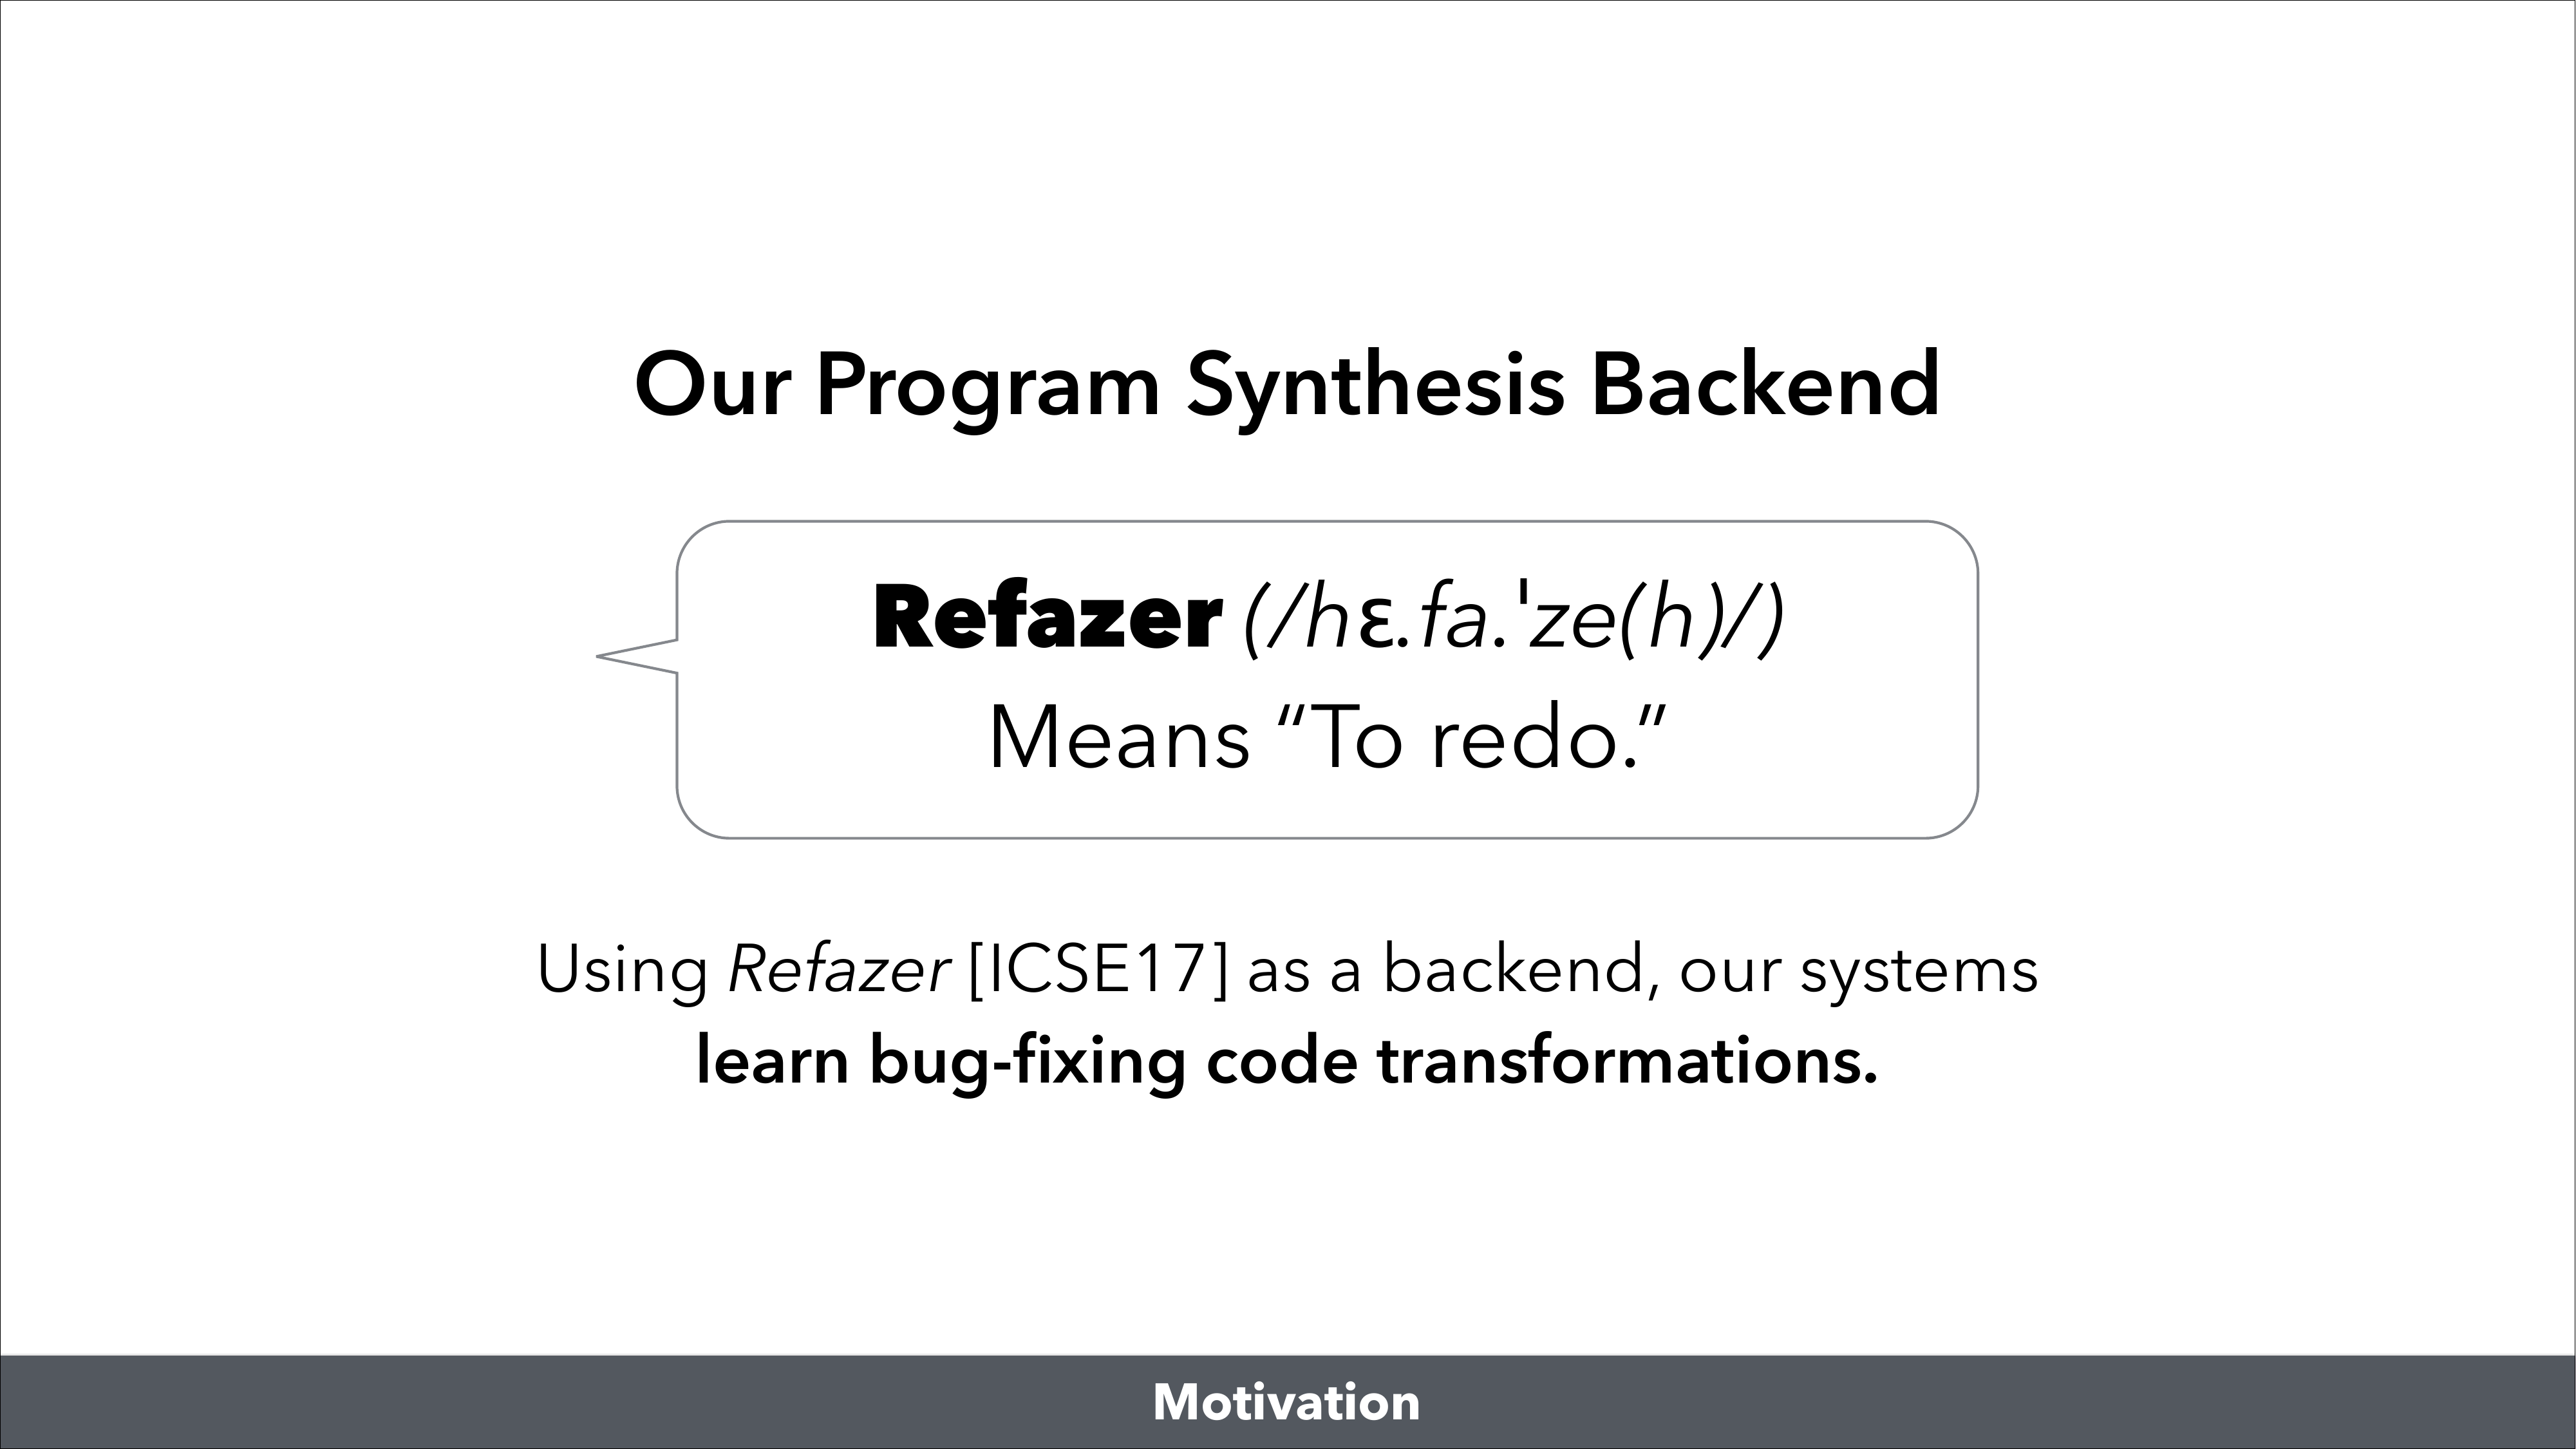 Our Program Synthesis Backend
Refazer (/hɛ.fa.ˈze(h)/)
Means “To redo.”
Using Refazer [ICSE17] as a backend, our systems
learn bug-fixing code transformations.
Motivation